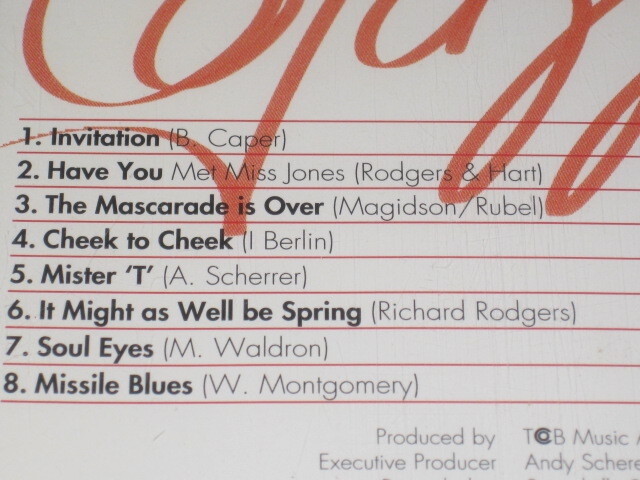 1. Invitation (B. Caper)
2. Have You Met Miss Jones (Rodgers & Hart)
3. The Mascarade is Over (Magidson/Rubel)
4. Cheek to Cheek (I Berlin)
5. Mister ‘T’ (A. Scherrer)
6. It Might as Well be Spring (Richard Rodgers)
7. Soul Eyes (M. Waldron)
8. Missile Blues (W. Montgomery)
Produced by TCB Music
Executive Producer Andy